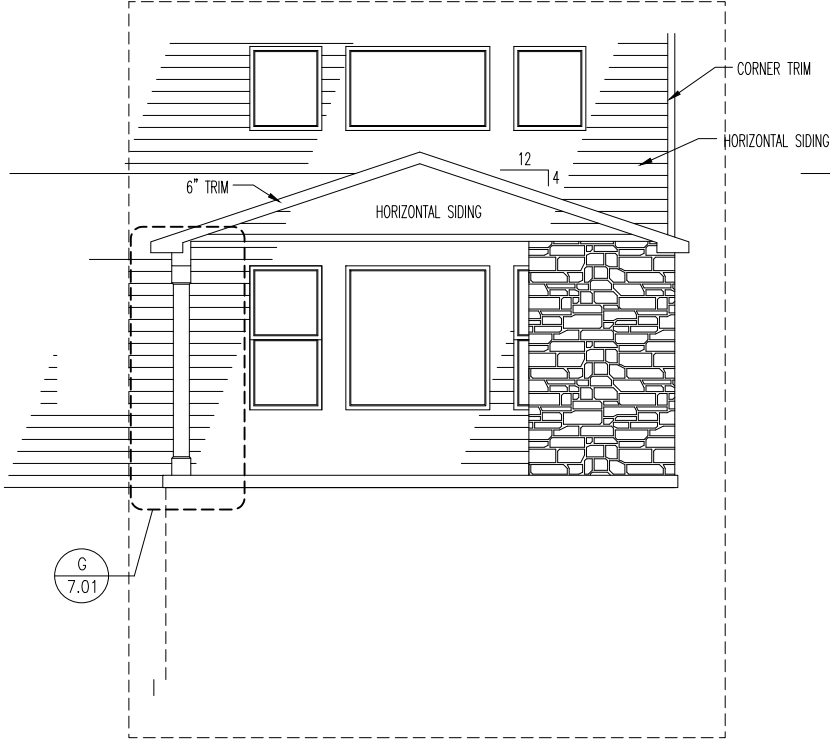 CORNER TRIM
HORIZONTAL SIDING
12
4
6" TRIM
HORIZONTAL SIDING
G
7.01